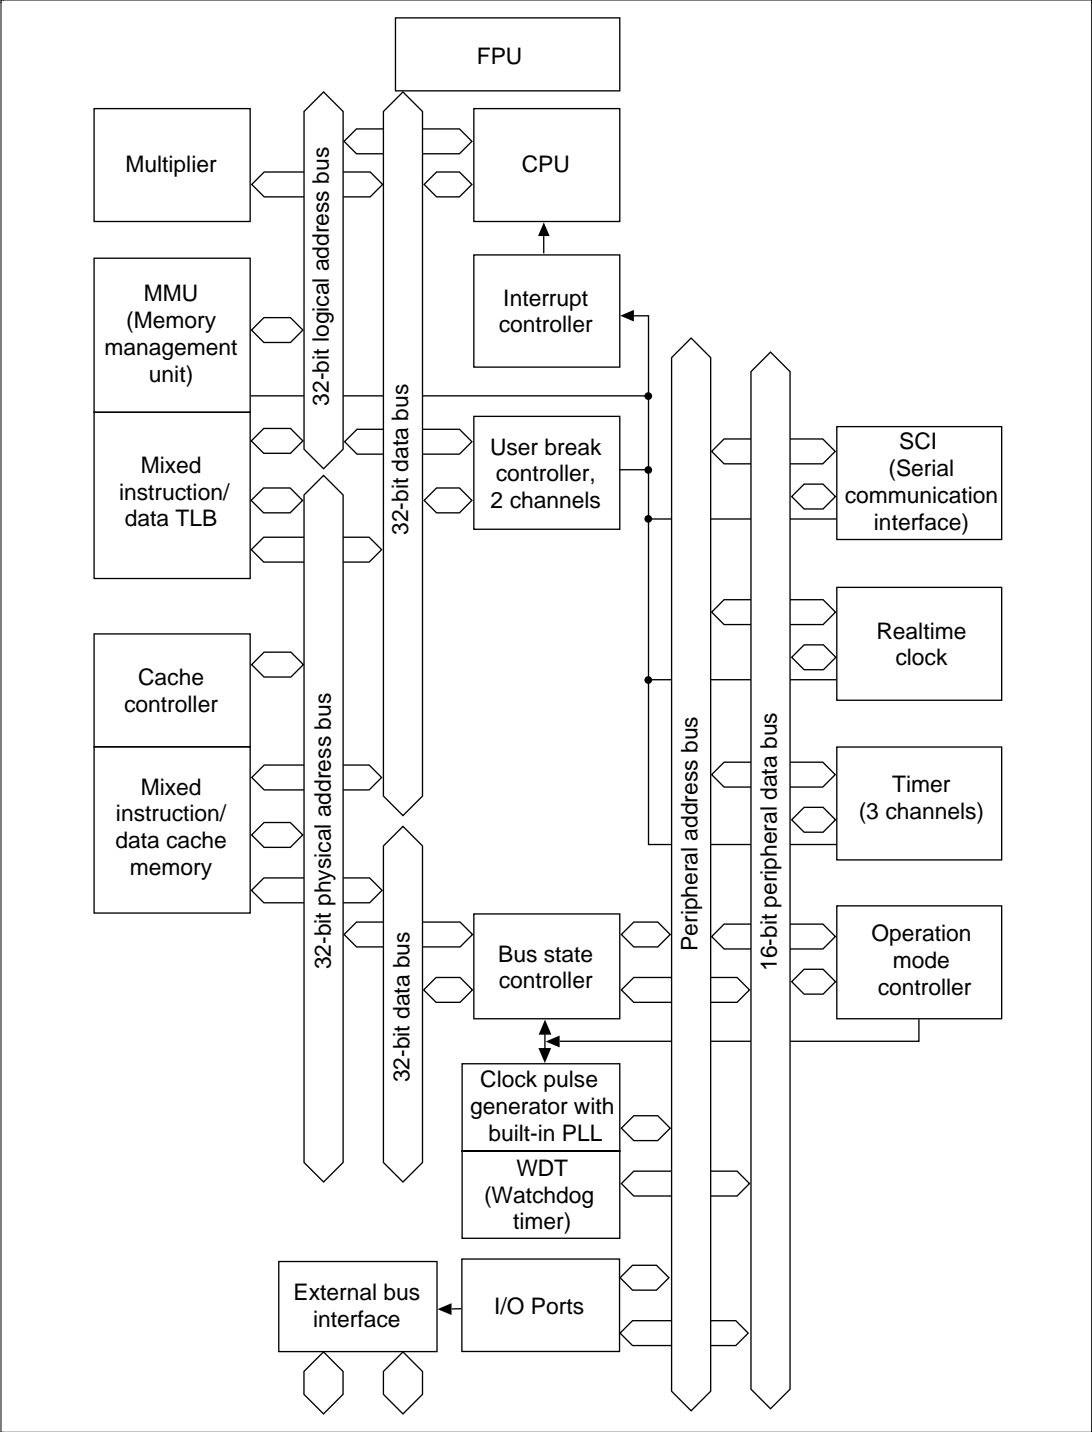 FPU
Multiplier
CPU
32-bit logical address bus
32-bit data bus
MMU
(Memory
management
unit)
Interrupt
controller
Mixed
instruction/
data TLB
User break
controller,
2 channels
SCI
(Serial
communication
interface)
Realtime
clock
Cache
controller
32-bit physical address bus
Peripheral address bus
16-bit peripheral data bus
Mixed
instruction/
data cache
memory
Timer
(3 channels)
32-bit data bus
Bus state
controller
Operation
mode
controller
Clock pulse
generator with
built-in PLL
WDT
(Watchdog
timer)
External bus
interface
I/O Ports